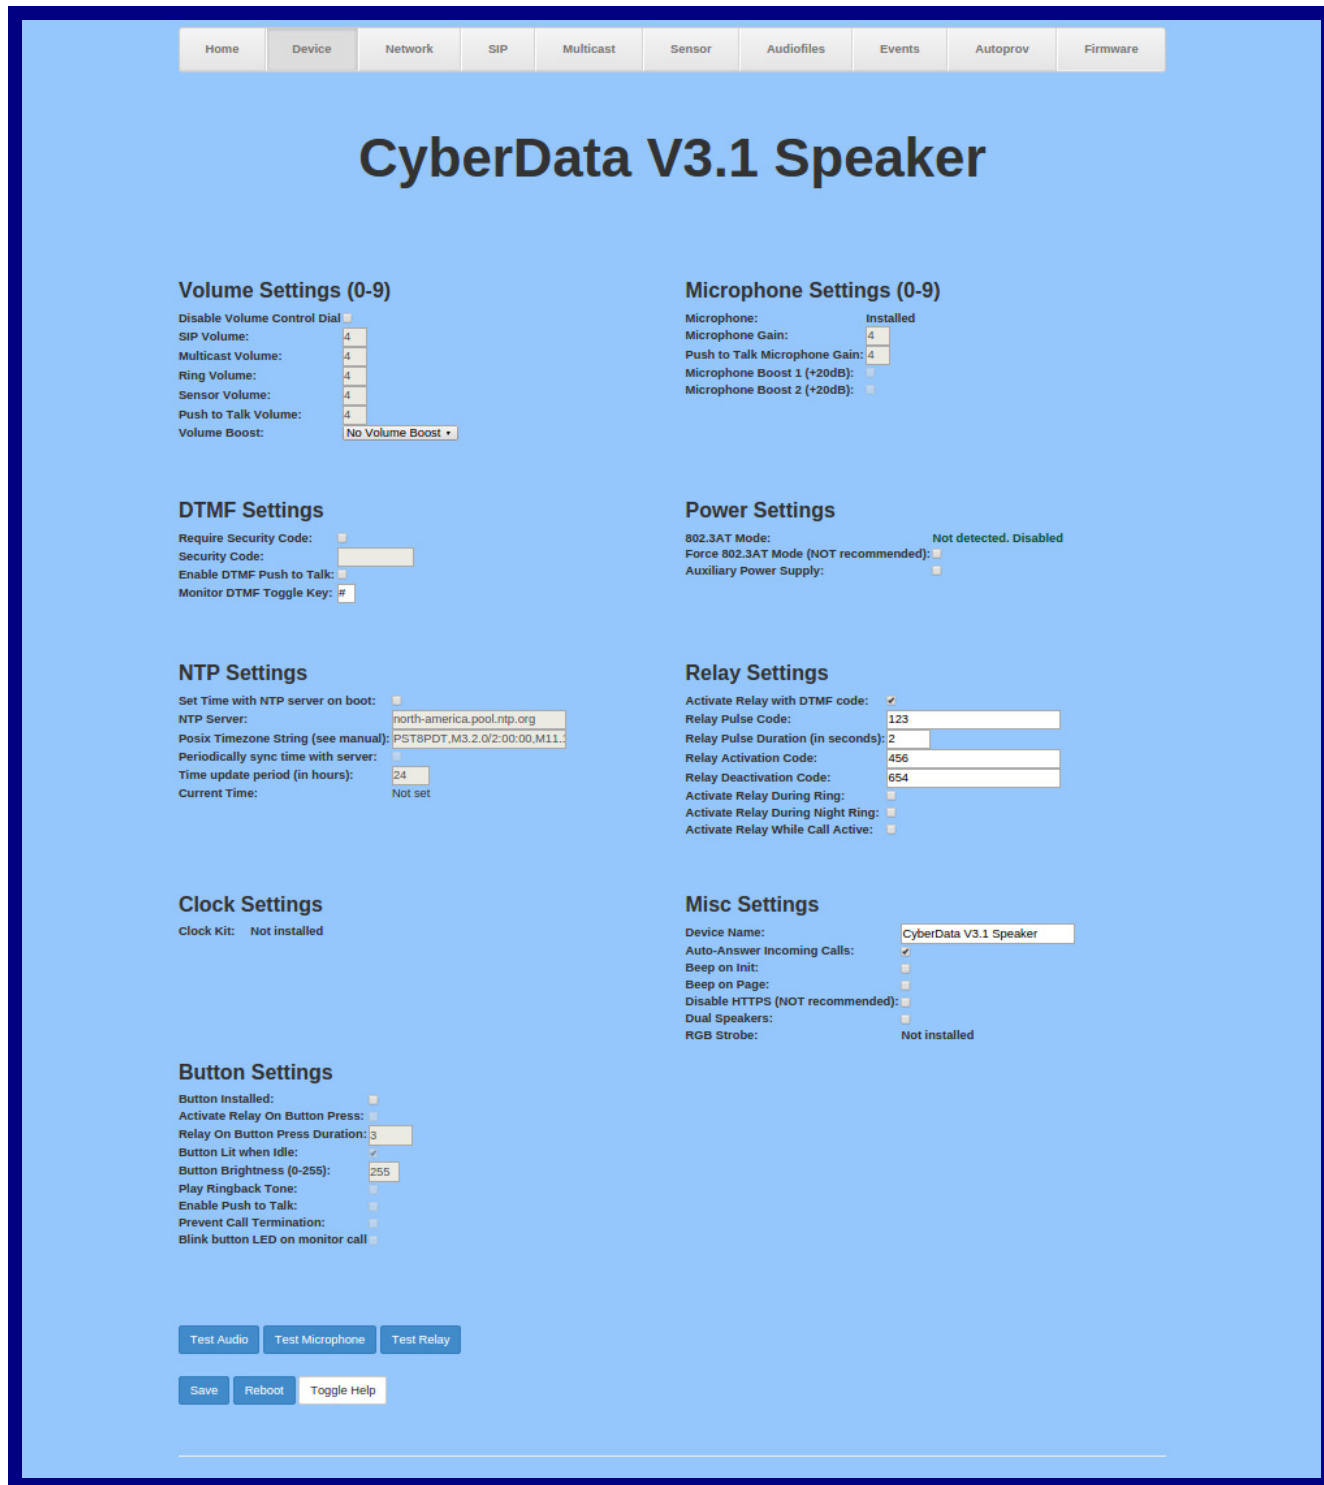 Home Device Network SIP Multicast Sensor Audiofiles Events Autoprov Firmware
CyberData V3.1 Speaker
Volume Settings (0-9)
Disable Volume Control Dial
SIP Volume: 4
Multicast Volume: 4
Ring Volume: 4
Sensor Volume: 4
Push to Talk Volume: 4
Volume Boost: No Volume Boost
Microphone Settings (0-9)
Microphone: Installed
Microphone Gain: 4
Push to Talk Microphone Gain: 4
Microphone Boost 1 (+20dB):
Microphone Boost 2 (+20dB):
DTMF Settings
Require Security Code:
Security Code:
Enable DTMF Push to Talk:
Monitor DTMF Toggle Key: #
Power Settings
802.3AT Mode: Not detected. Disabled
Force 802.3AT Mode (NOT recommended):
Auxiliary Power Supply:
NTP Settings
Set Time with NTP server on boot:
NTP Server: north-america.pool.ntp.org
Posix Timezone String (see manual): PST8PDT,M3.2.0/2:00:00,M11.
Periodically sync time with server:
Time update period (in hours): 24
Current Time: Not set
Relay Settings
Activate Relay with DTMF code:
Relay Pulse Code: 123
Relay Pulse Duration (in seconds): 2
Relay Activation Code: 456
Relay Deactivation Code: 654
Activate Relay During Ring:
Activate Relay During Night Ring:
Activate Relay While Call Active:
Clock Settings
Clock Kit: Not installed
Misc Settings
Device Name: CyberData V3.1 Speaker
Auto-Answer Incoming Calls:
Beep on Init:
Beep on Page:
Disable HTTPS (NOT recommended):
Dual Speakers:
RGB Strobe: Not installed
Button Settings
Button Installed:
Activate Relay On Button Press:
Relay On Button Press Duration: 3
Button Lit when Idle:
Button Brightness (0-255): 255
Play Ringback Tone:
Enable Push to Talk:
Prevent Call Termination:
Blink button LED on monitor call
Test Audio Test Microphone Test Relay
Save Reboot Toggle Help